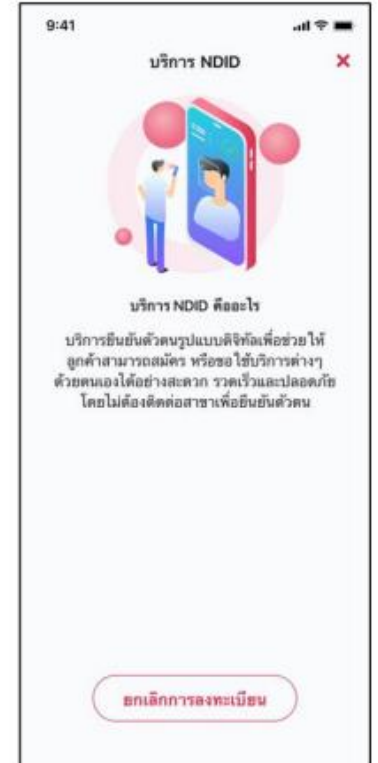 9:41
บริการ NDID
บริการ NDID คืออะไร
บริการยืนยันตัวตนรูปแบบดิจิทัลเพื่อช่วยให้
ลูกค้าสามารถสมัคร หรือขอใช้บริการต่างๆ
ด้วยตนเองได้อย่างสะดวก รวดเร็วและปลอดภัย
โดยไม่ต้องติดต่อสาขาเพื่อยืนยันตัวตน
ยกเลิกการลงทะเบียน